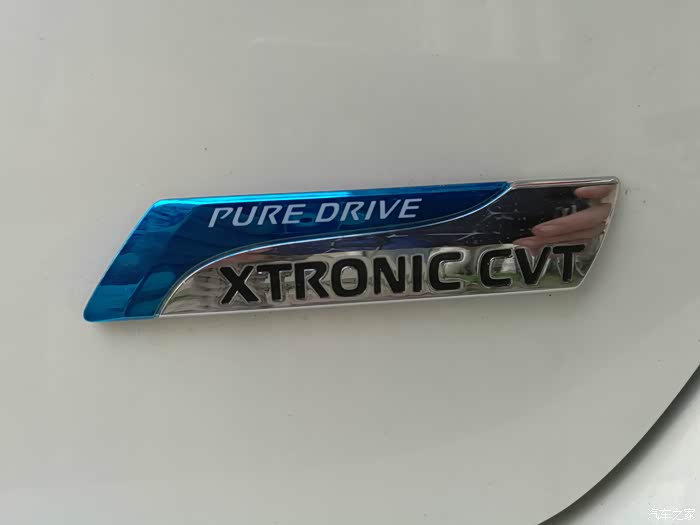 PURE DRIVE
XTRONIC CVT
汽车之家